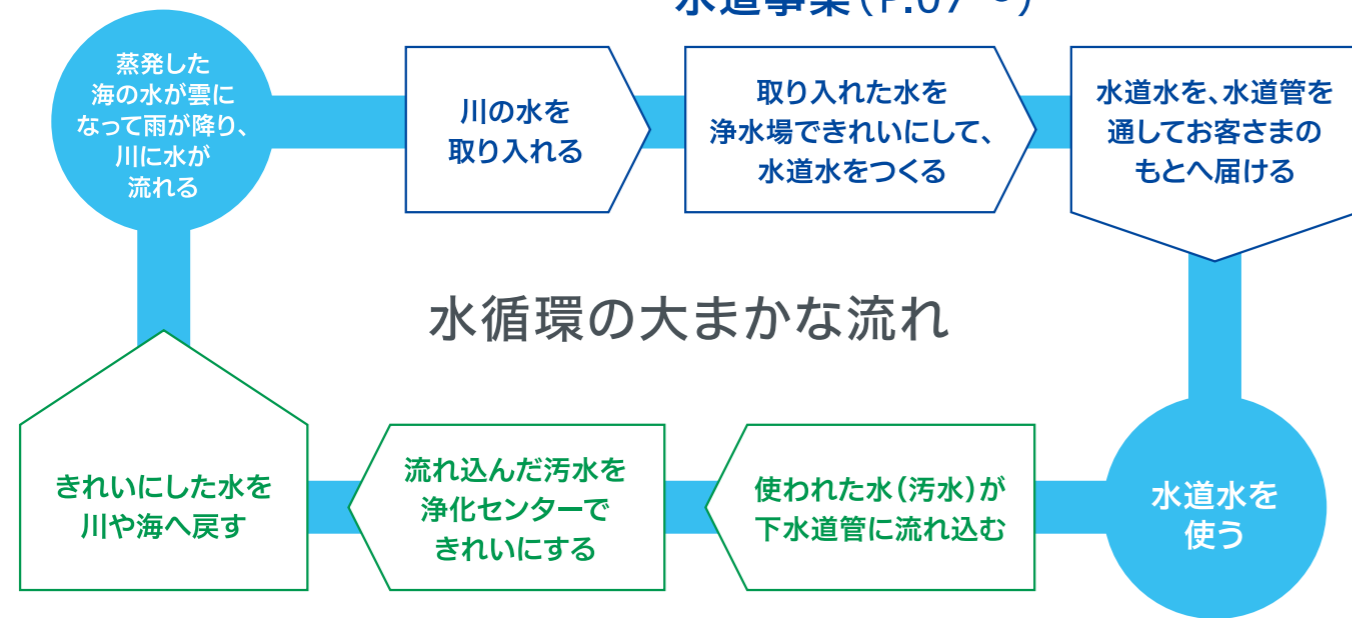 水道事業(P.07〜)
蒸発した
海の水が雲に
なって雨が降り、
川に水が
流れる
川の水を
取り入れる
取り入れた水を
浄水場できれいにして、
水道水をつくる
水道水を、水道管を
通してお客さまの
もとへ届ける
水循環の大まかな流れ
水道水を
使う
使われた水(汚水)が
下水道管に流れ込む
流れ込んだ汚水を
浄化センターで
きれいにする
きれいにした水を
川や海へ戻す